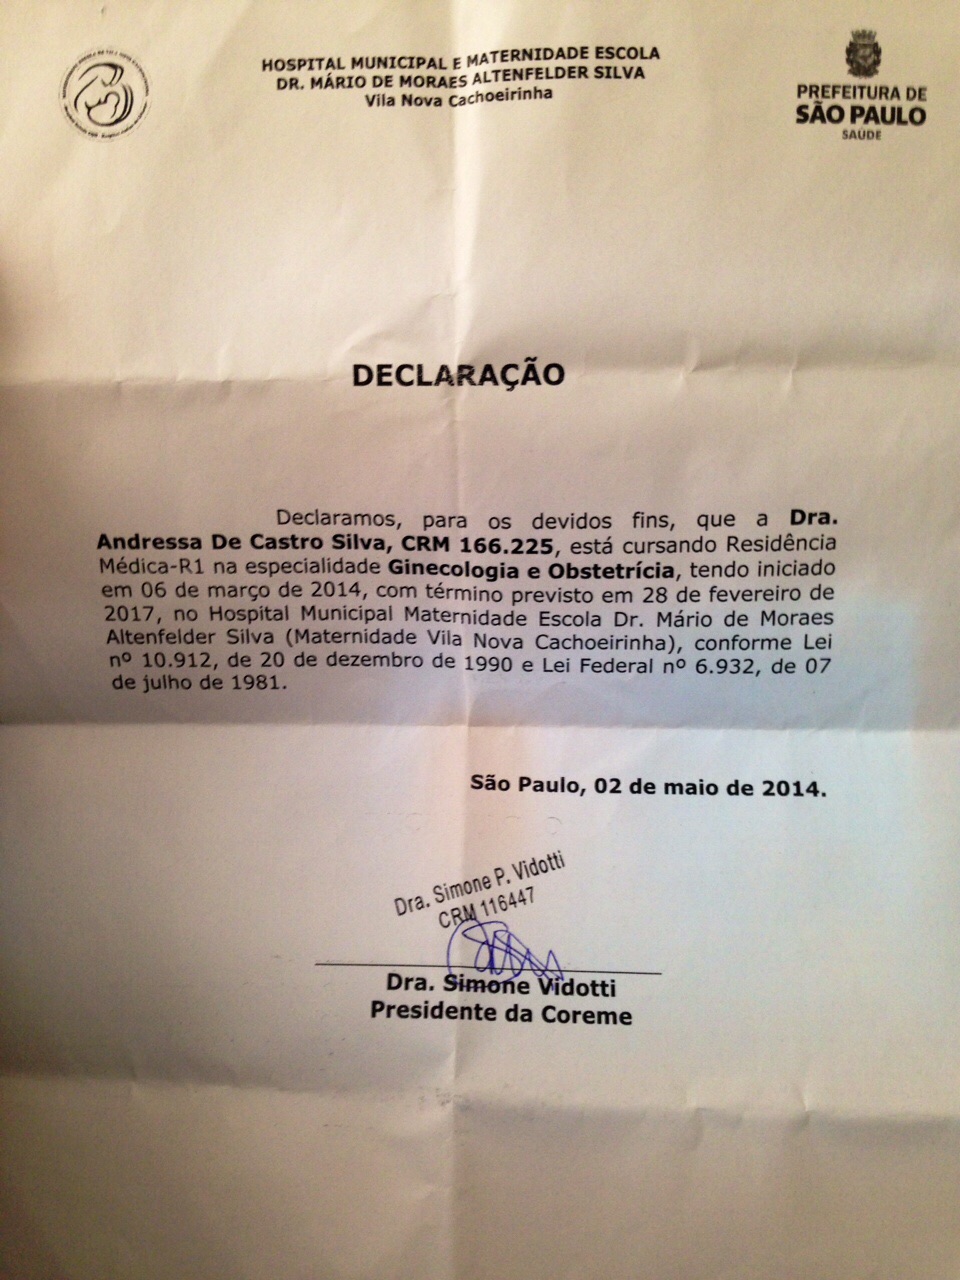 HOSPITAL MUNICIPAL E MATERNIDADE ESCOLA
DR. MÁRIO DE MORAES ALTENFELDER SILVA
Vila Nova Cachoeirinha
PREFEITURA DE
SÃO PAULO
SAÚDE
DECLARAÇÃO
Declaramos, para os devidos fins, que a Dra.
Andressa De Castro Silva, CRM 166.225, está cursando Residência
Médica-R1 na especialidade Ginecologia e Obstetrícia, tendo iniciado
em 06 de março de 2014, com término previsto em 28 de fevereiro de
2017, no Hospital Municipal Maternidade Escola Dr. Mário de Moraes
Altenfelder Silva (Maternidade Vila Nova Cachoeirinha), conforme Lei
nº 10.912, de 20 de dezembro de 1990 e Lei Federal nº 6.932, de 07
de julho de 1981.
São Paulo, 02 de maio de 2014.
Dra. Simone P. Vidotti
CRM 116447
Dra. Simone Vidotti
Presidente da Coreme